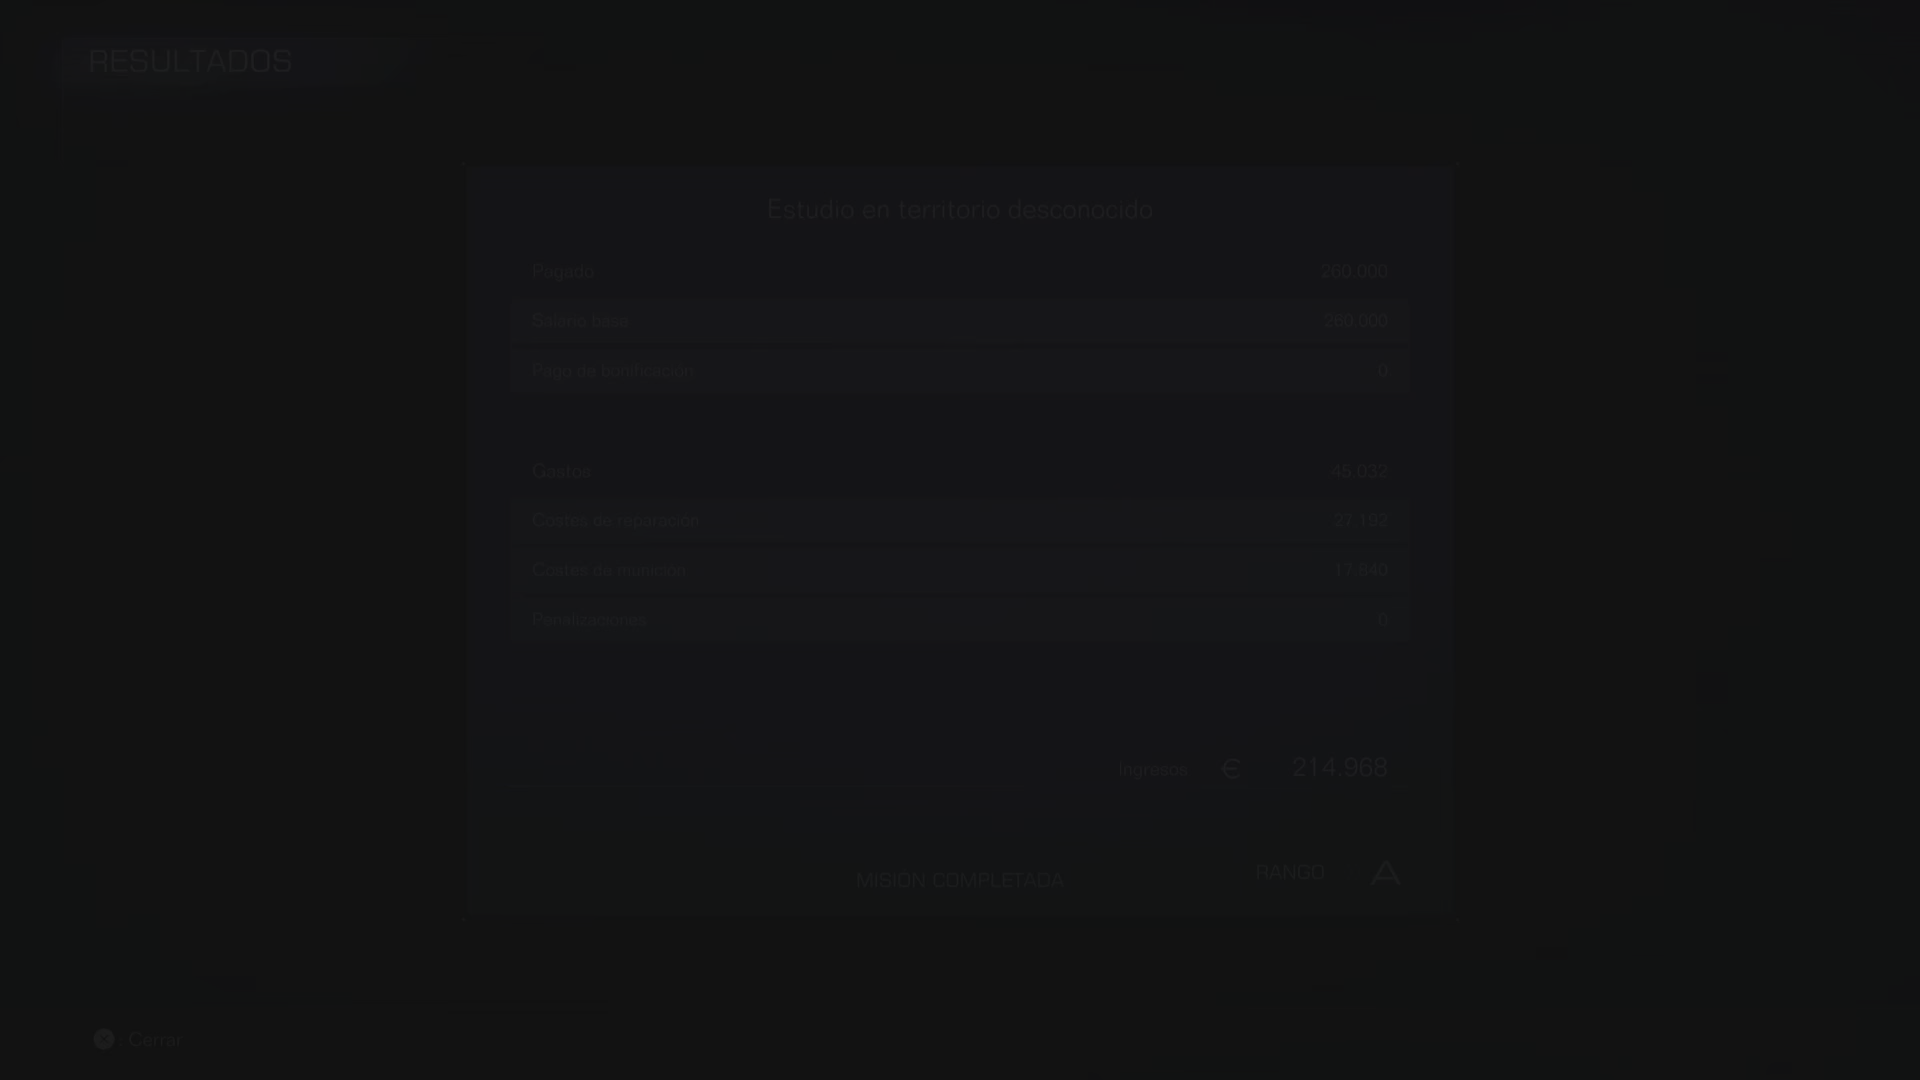 RESULTADOS
Estudio en territorio desconocido
Pagado 260.000
Salario base 260.000
Pago de bonificación 0
Gastos 45.032
Costes de reparación 27.192
Costes de munición 17.840
Penalizaciones 0
Ingresos 214.968
MISIÓN COMPLETADA
RANGO A
Cerrar